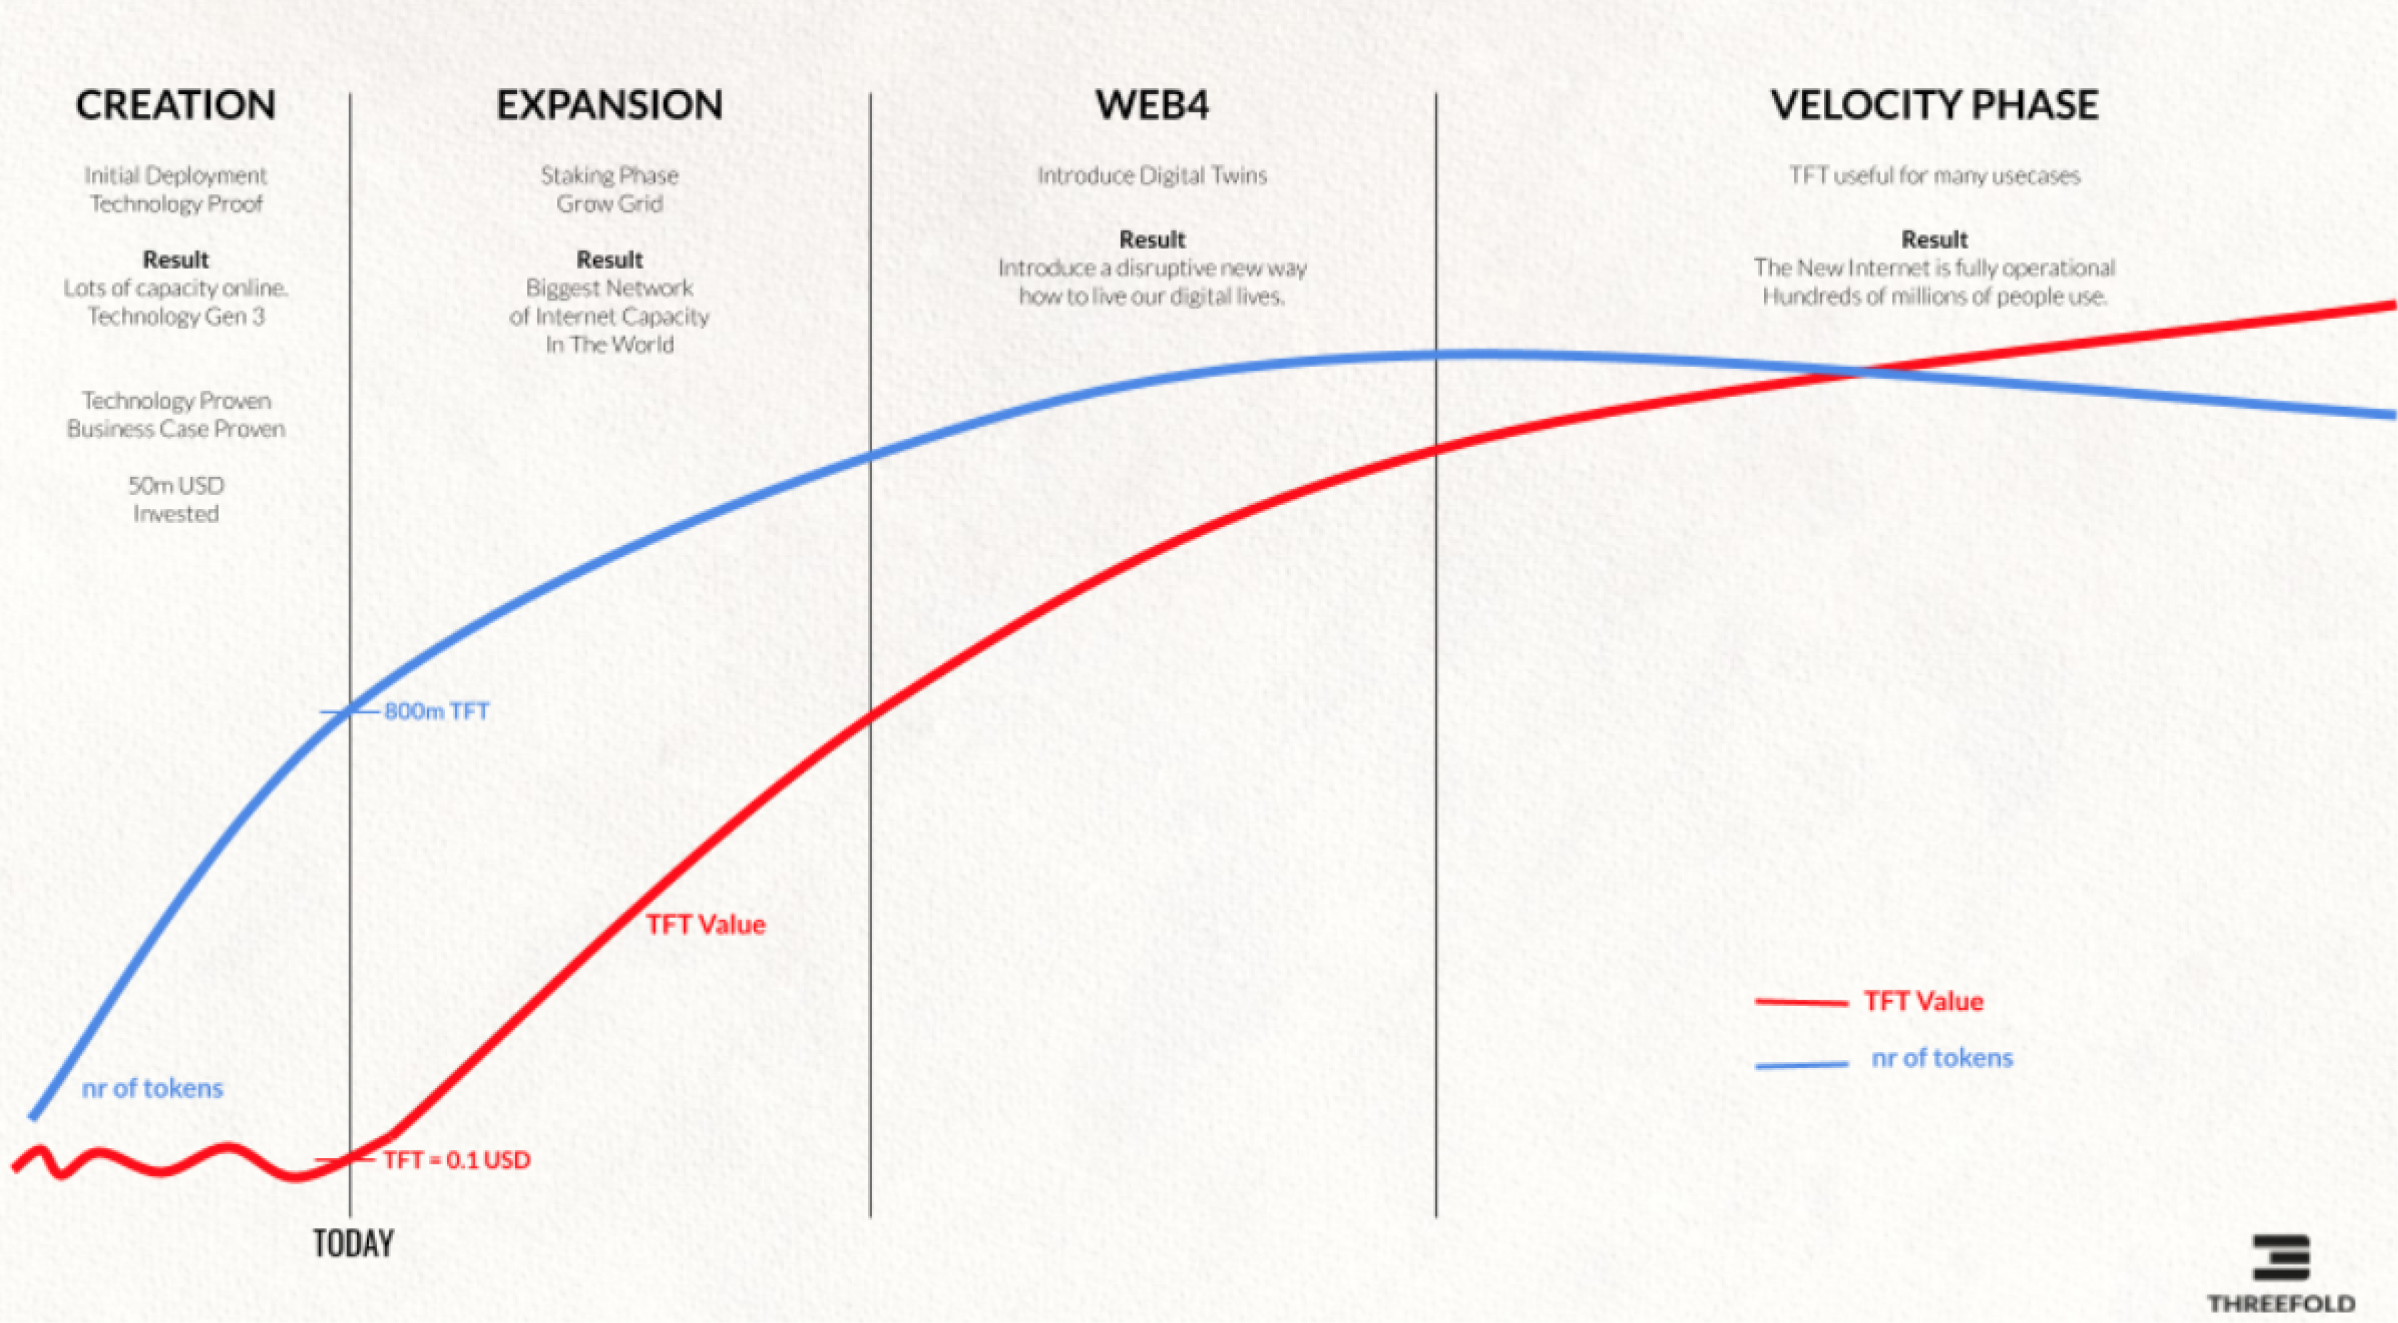 CREATION
Initial Deployment
Technology Proof
Result
Lots of capacity online.
Technology Gen 3
Technology Proven
Business Case Proven
50m USD
Invested
EXPANSION
Staking Phase
Grow Grid
Result
Biggest Network
of Internet Capacity
In The World
WEB4
Introduce Digital Twins
Result
Introduce a disruptive new way
how to live our digital lives.
VELOCITY PHASE
TFT useful for many usecases
Result
The New Internet is fully operational
Hundreds of millions of people use.
800m TFT
TFT Value
nr of tokens
TFT = 0.1 USD
TODAY
TFT Value
nr of tokens
THREEFOLD